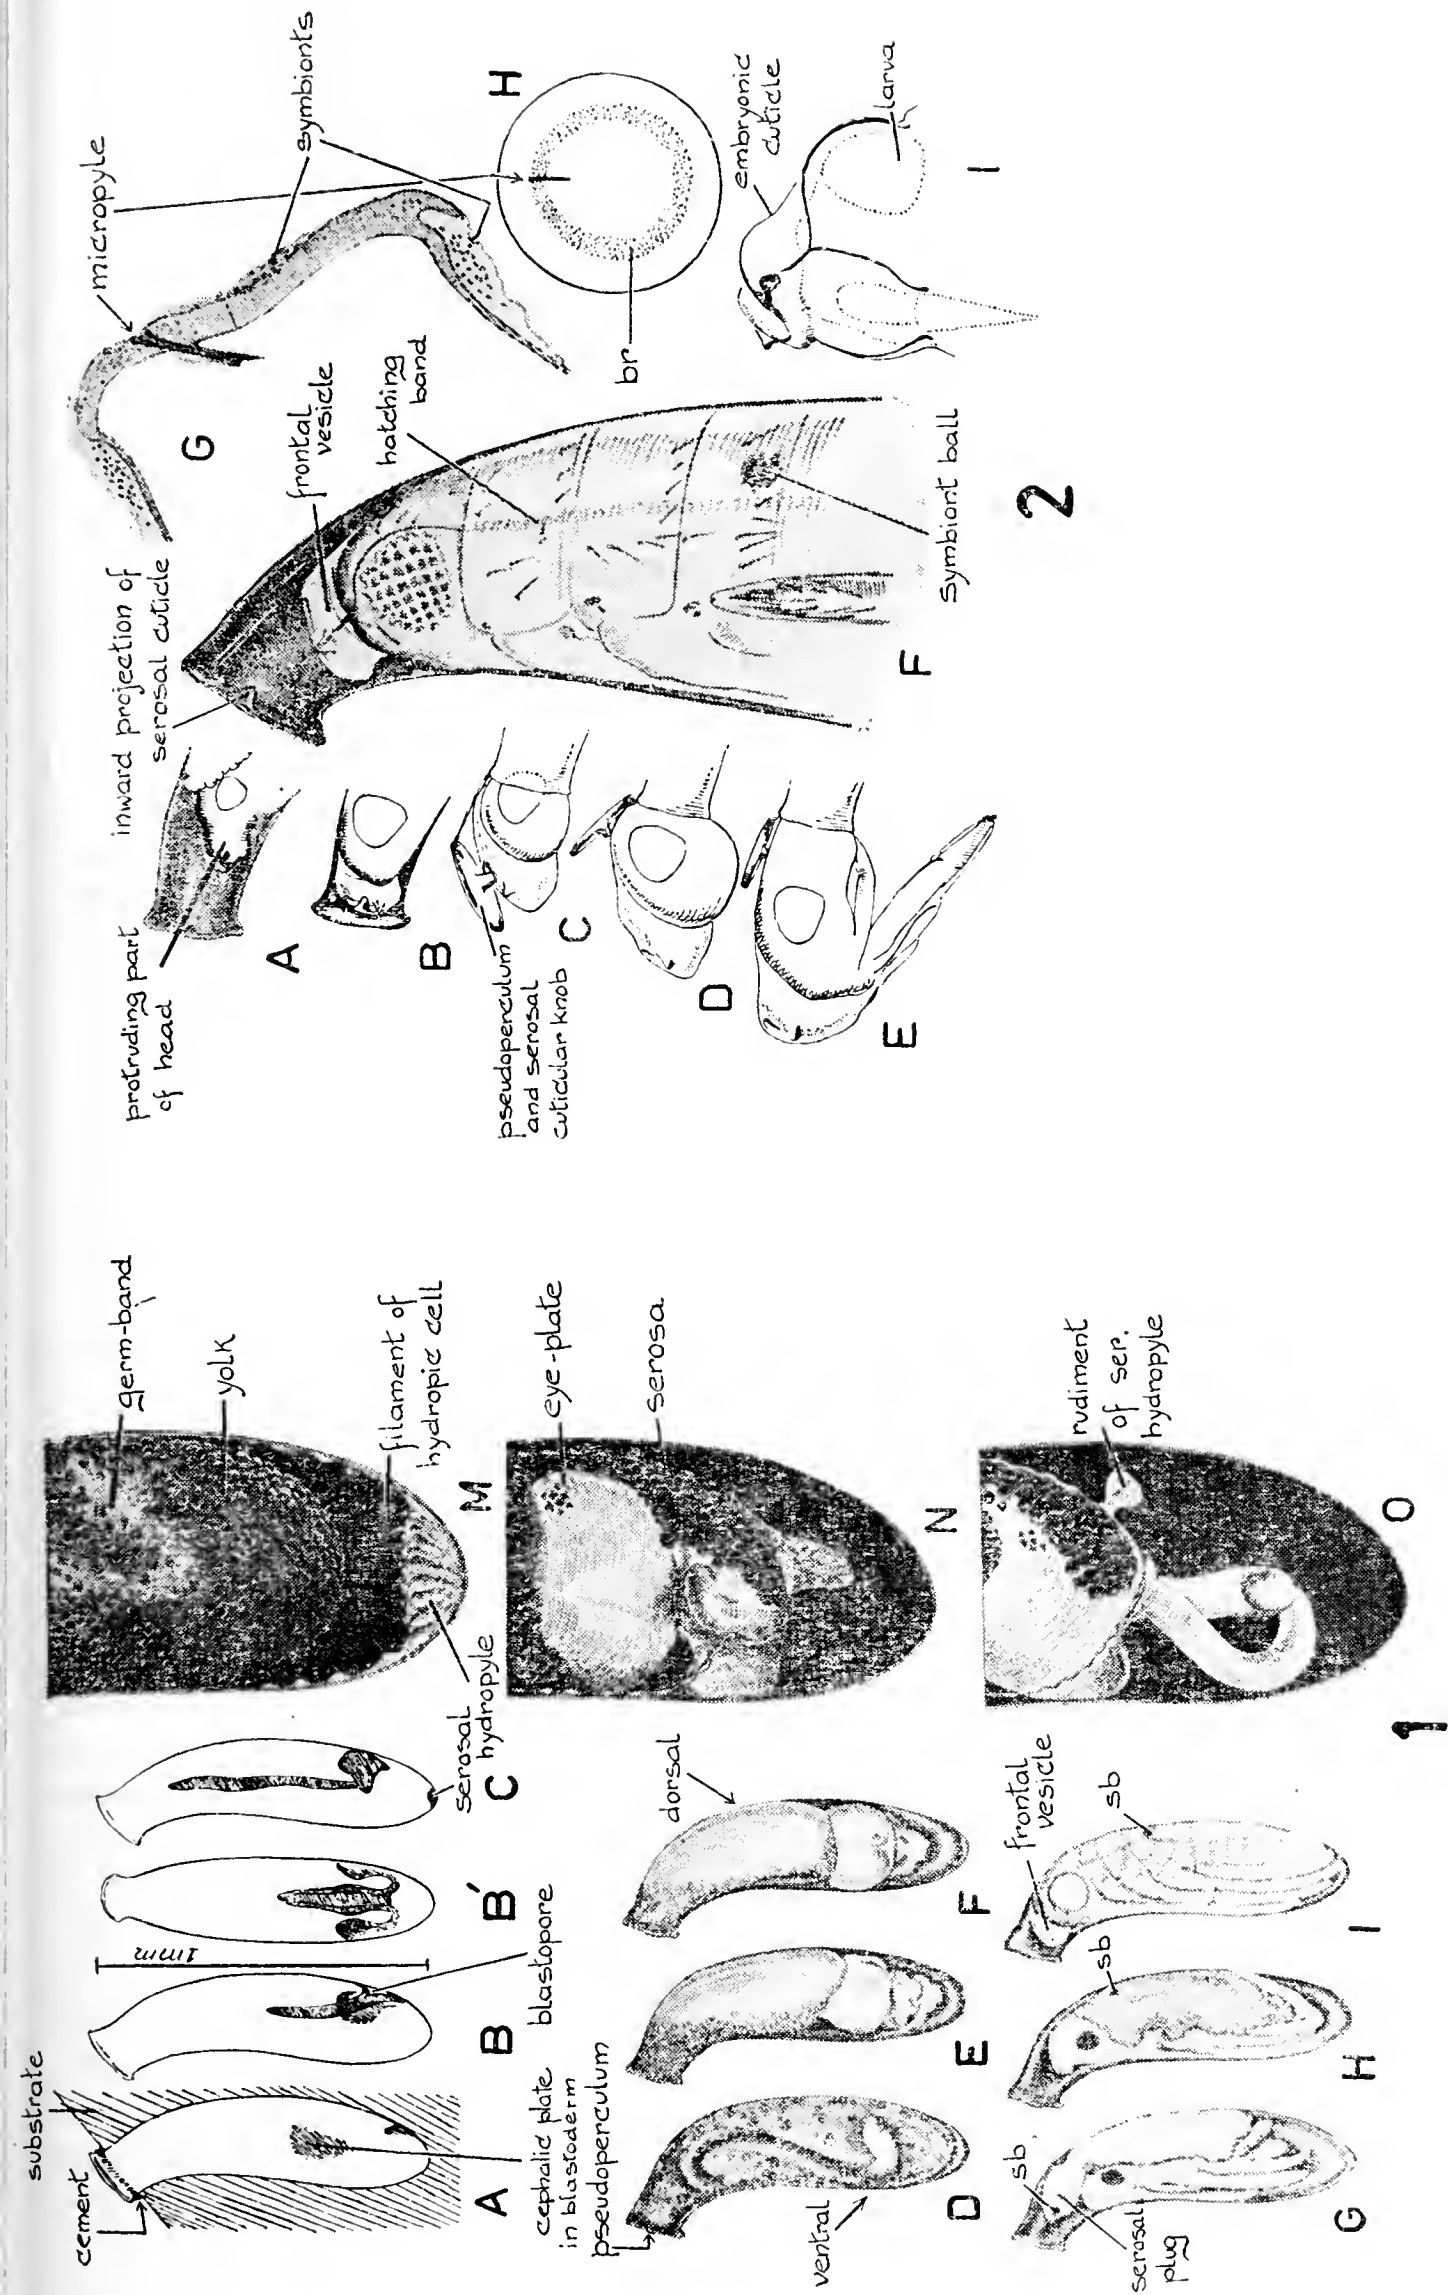 substrate
cement
1mm
A
B
B′
C
cephalic plate
in blastoderm
blastopore
serosal
hydropyle
germ-band
yolk
filament of
hydropic cell
M
pseudoperculum
ventral
dorsal
D
E
F
eye-plate
serosa
N
sb
serosal
plug
sb
frontal
vesicle
sb
G
H
I
rudiment
of ser.
hydropyle
O
1
protruding part
of head
inward projection of
serosal cuticle
micropyle
symbionts
A
B
G
H
frontal
vesicle
hatching
band
br
embryonic
cuticle
larva
I
pseudoperculum
and serosal
cuticular knob
lb
C
D
E
F
symbiont ball
2